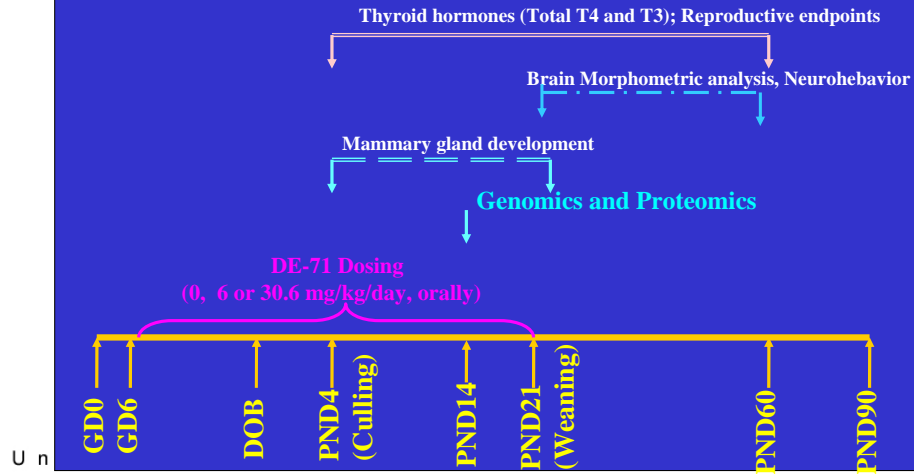 Thyroid hormones (Total T4 and T3); Reproductive endpoints
Brain Morphometric analysis, Neurohebavior
Mammary gland development
Genomics and Proteomics
DE-71 Dosing
(0, 6 or 30.6 mg/kg/day, orally)
GD0
GD6
DOB
PND4
(Culling)
PND14
PND21
(Weaning)
PND60
PND90
U n